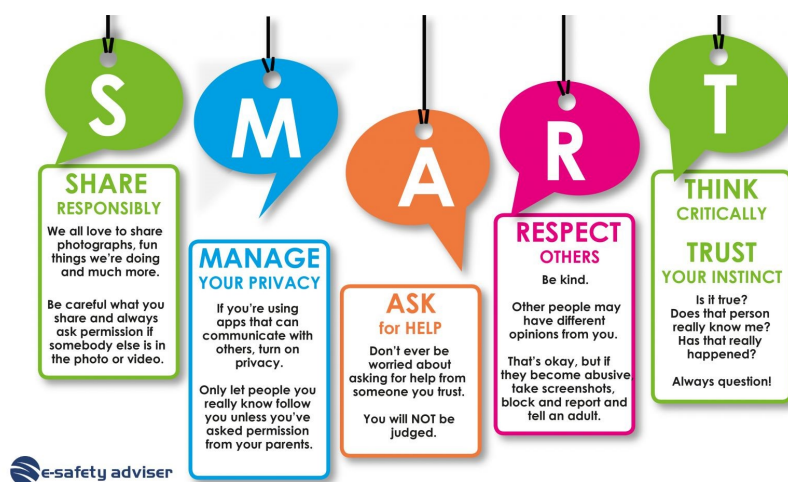 S
SHARE
RESPONSIBLY
We all love to share
photographs, fun
things we're doing
and much more.
Be careful what you
share and always
ask permission if
somebody else is in
the photo or video.
M
MANAGE
YOUR PRIVACY
If you're using
apps that can
communicate with
others, turn on
privacy.
Only let people you
really know follow
you unless you've
asked permission
from your parents.
A
ASK
for HELP
Don't ever be
worried about
asking for help from
someone you trust.
You will NOT be
judged.
R
RESPECT
OTHERS
Be kind.
Other people may
have different
opinions from you.
That's okay, but if
they become abusive,
take screenshots,
block and report and
tell an adult.
T
THINK
CRITICALLY
TRUST
YOUR INSTINCT
Is it true?
Does that person
really know me?
Has that really
happened?
Always question!
e-safety adviser